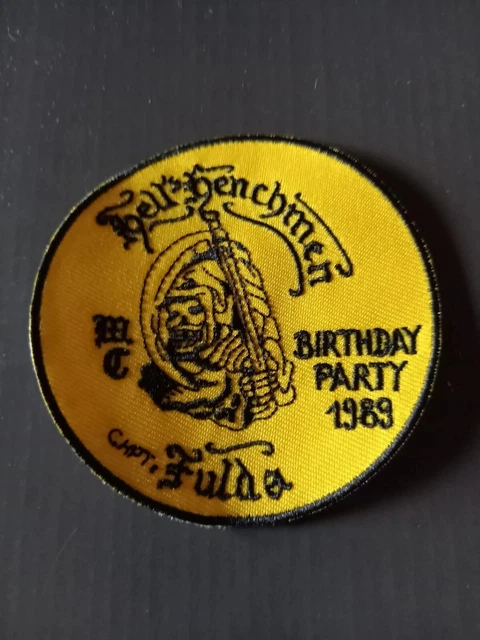 Hell's Henchmen
MC
BIRTHDAY
PARTY
1989
CHPT. Fulda